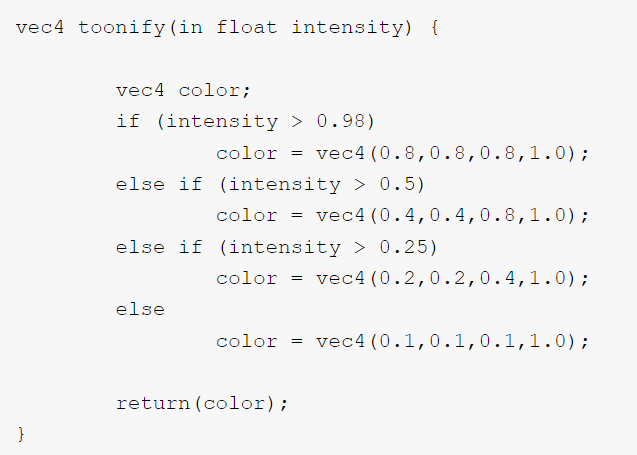 vec4 toonify(in float intensity) {
vec4 color;
if (intensity > 0.98)
color = vec4(0.8,0.8,0.8,1.0);
else if (intensity > 0.5)
color = vec4(0.4,0.4,0.8,1.0);
else if (intensity > 0.25)
color = vec4(0.2,0.2,0.4,1.0);
else
color = vec4(0.1,0.1,0.1,1.0);
return(color);
}